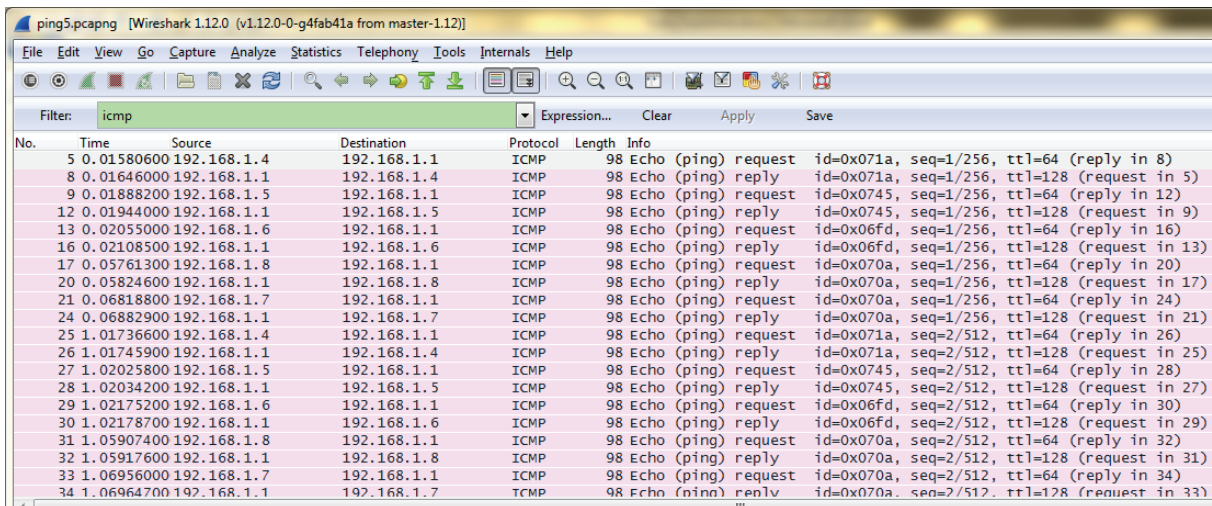 ping5.pcapng [Wireshark 1.12.0 (v1.12.0-0-g4fab41a from master-1.12)]
File Edit View Go Capture Analyze Statistics Telephony Tools Internals Help
Filter: icmp Expression... Clear Apply Save
No. Time Source Destination Protocol Length Info
5 0.01580600 192.168.1.4 192.168.1.1 ICMP 98 Echo (ping) request id=0x071a, seq=1/256, ttl=64 (reply in 8)
8 0.01646000 192.168.1.1 192.168.1.4 ICMP 98 Echo (ping) reply id=0x071a, seq=1/256, ttl=128 (request in 5)
9 0.01888200 192.168.1.5 192.168.1.1 ICMP 98 Echo (ping) request id=0x0745, seq=1/256, ttl=64 (reply in 12)
12 0.01944000 192.168.1.1 192.168.1.5 ICMP 98 Echo (ping) reply id=0x0745, seq=1/256, ttl=128 (request in 9)
13 0.02055000 192.168.1.6 192.168.1.1 ICMP 98 Echo (ping) request id=0x06fd, seq=1/256, ttl=64 (reply in 16)
16 0.02108500 192.168.1.1 192.168.1.6 ICMP 98 Echo (ping) reply id=0x06fd, seq=1/256, ttl=128 (request in 13)
17 0.05761300 192.168.1.8 192.168.1.1 ICMP 98 Echo (ping) request id=0x070a, seq=1/256, ttl=64 (reply in 20)
20 0.05824600 192.168.1.1 192.168.1.8 ICMP 98 Echo (ping) reply id=0x070a, seq=1/256, ttl=128 (request in 17)
21 0.06818800 192.168.1.7 192.168.1.1 ICMP 98 Echo (ping) request id=0x070a, seq=1/256, ttl=64 (reply in 24)
24 0.06882900 192.168.1.1 192.168.1.7 ICMP 98 Echo (ping) reply id=0x070a, seq=1/256, ttl=128 (request in 21)
25 1.01736600 192.168.1.4 192.168.1.1 ICMP 98 Echo (ping) request id=0x071a, seq=2/512, ttl=64 (reply in 26)
26 1.01745900 192.168.1.1 192.168.1.4 ICMP 98 Echo (ping) reply id=0x071a, seq=2/512, ttl=128 (request in 25)
27 1.02025800 192.168.1.5 192.168.1.1 ICMP 98 Echo (ping) request id=0x0745, seq=2/512, ttl=64 (reply in 28)
28 1.02034200 192.168.1.1 192.168.1.5 ICMP 98 Echo (ping) reply id=0x0745, seq=2/512, ttl=128 (request in 27)
29 1.02175200 192.168.1.6 192.168.1.1 ICMP 98 Echo (ping) request id=0x06fd, seq=2/512, ttl=64 (reply in 30)
30 1.02178700 192.168.1.1 192.168.1.6 ICMP 98 Echo (ping) reply id=0x06fd, seq=2/512, ttl=128 (request in 29)
31 1.05907400 192.168.1.8 192.168.1.1 ICMP 98 Echo (ping) request id=0x070a, seq=2/512, ttl=64 (reply in 32)
32 1.05917600 192.168.1.1 192.168.1.8 ICMP 98 Echo (ping) reply id=0x070a, seq=2/512, ttl=128 (request in 31)
33 1.06956000 192.168.1.7 192.168.1.1 ICMP 98 Echo (ping) request id=0x070a, seq=2/512, ttl=64 (reply in 34)
34 1.06964700 192.168.1.1 192.168.1.7 ICMP 98 Echo (ping) reply id=0x070a, seq=2/512, ttl=128 (request in 33)